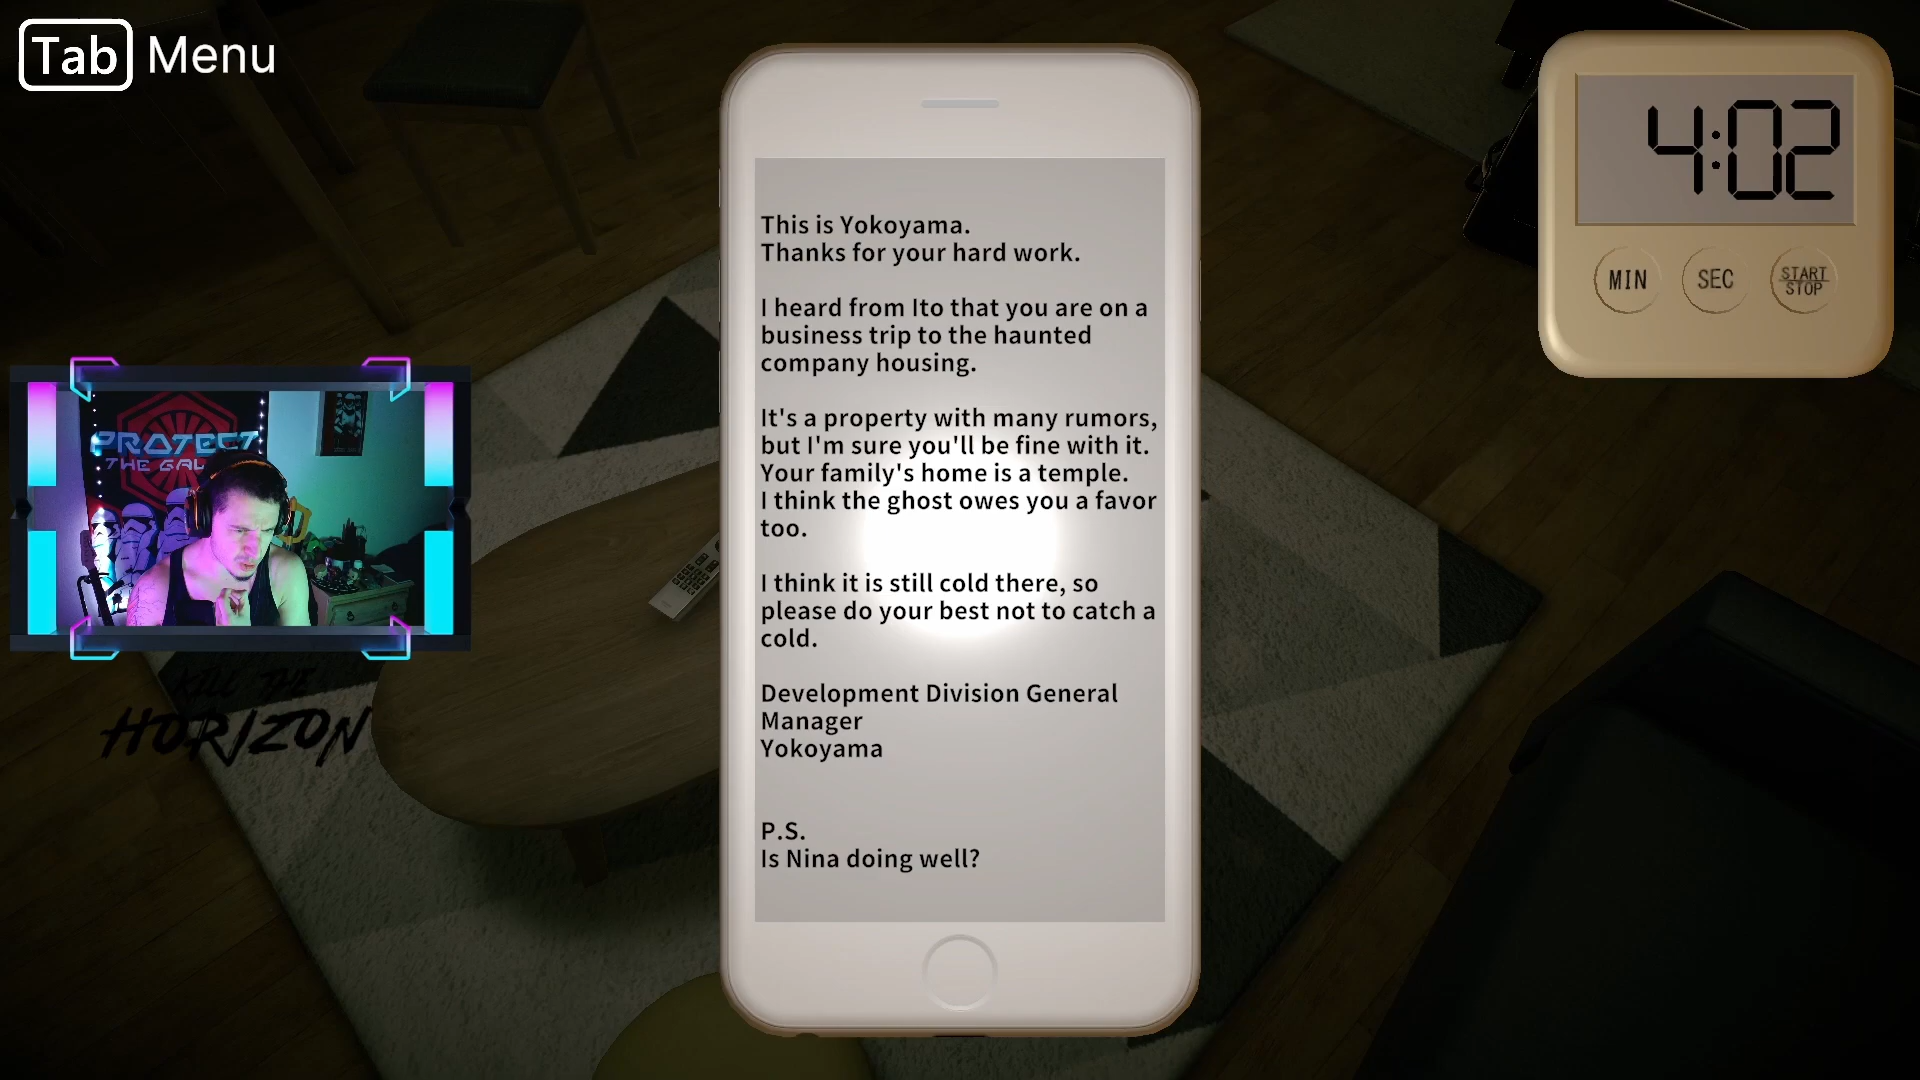 Tab Menu
4:02
MIN SEC START STOP
This is Yokoyama.
Thanks for your hard work.
I heard from Ito that you are on a
business trip to the haunted
company housing.
It's a property with many rumors,
but I'm sure you'll be fine with it.
Your family's home is a temple.
I think the ghost owes you a favor
too.
I think it is still cold there, so
please do your best not to catch a
cold.
Development Division General
Manager
Yokoyama
P.S.
Is Nina doing well?
PROTECT
THE GAL
KILL THE
HORIZON